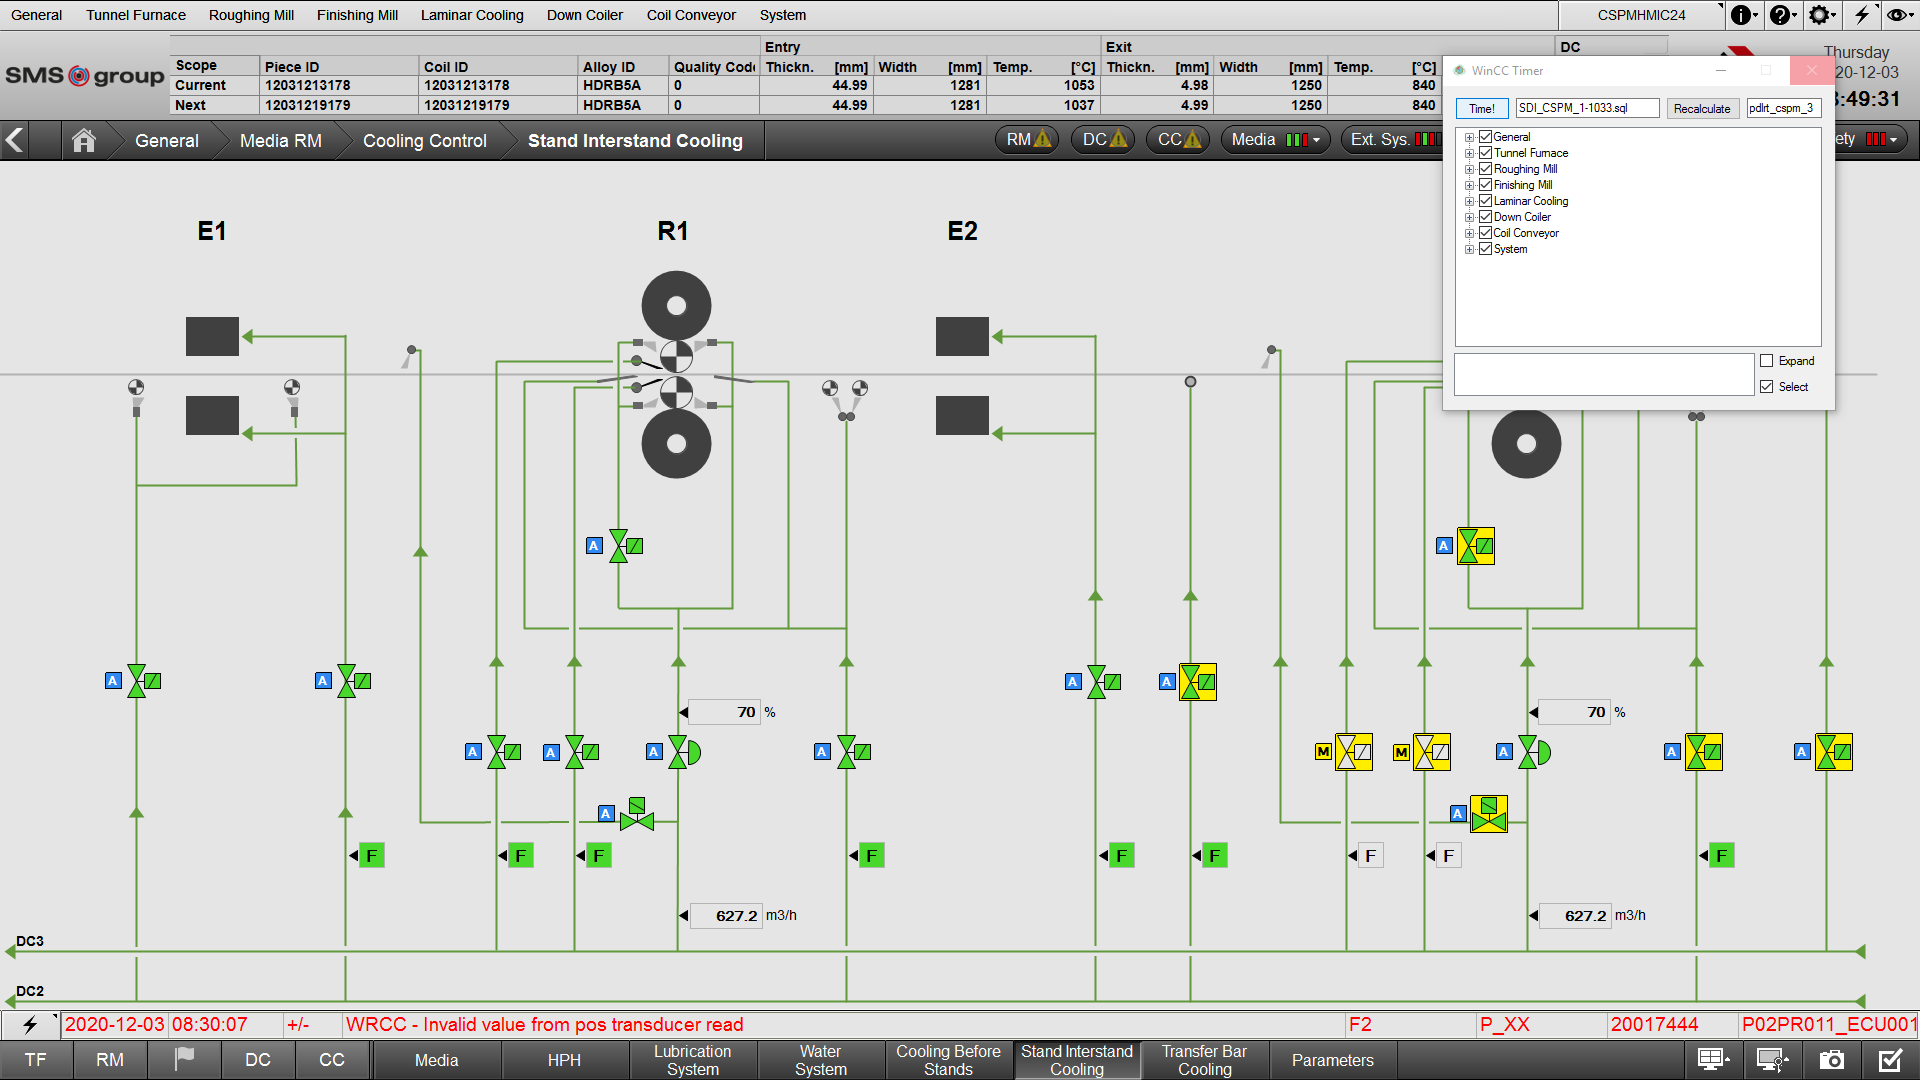 General Tunnel Furnace Roughing Mill Finishing Mill Laminar Cooling Down Coiler Coil Conveyor System CSPMHMIC24
SMS group
Entry Exit DC
Scope Piece ID Coil ID Alloy ID Quality Code Thickn. [mm] Width [mm] Temp. [°C] Thickn. [mm] Width [mm] Temp. [°C]
Current 12031213178 12031213178 HDRB5A 0 44.99 1281 1053 4.98 1250 840
Next 12031219179 12031219179 HDRB5A 0 44.99 1281 1037 4.99 1250 840
Thursday
20-12-03
:49:31
General Media RM Cooling Control Stand Interstand Cooling RM DC CC Media Ext. Sys. ety
WinCC Timer
Time! SDI_CSPM_1-1033.sql Recalculate pdlrt_cspm_3
General
Tunnel Furnace
Roughing Mill
Finishing Mill
Laminar Cooling
Down Coiler
Coil Conveyor
System
Expand
Select
E1 R1 E2
A A
A A A A
70 % 70 %
A A A A M M A A A
A A
F F F F F F F F F
627.2 m3/h 627.2 m3/h
DC3
DC2
2020-12-03 08:30:07 +/- WRCC - Invalid value from pos transducer read F2 P_XX 20017444 P02PR011_ECU001
TF RM DC CC Media HPH Lubrication System Water System Cooling Before Stands Stand Interstand Cooling Transfer Bar Cooling Parameters